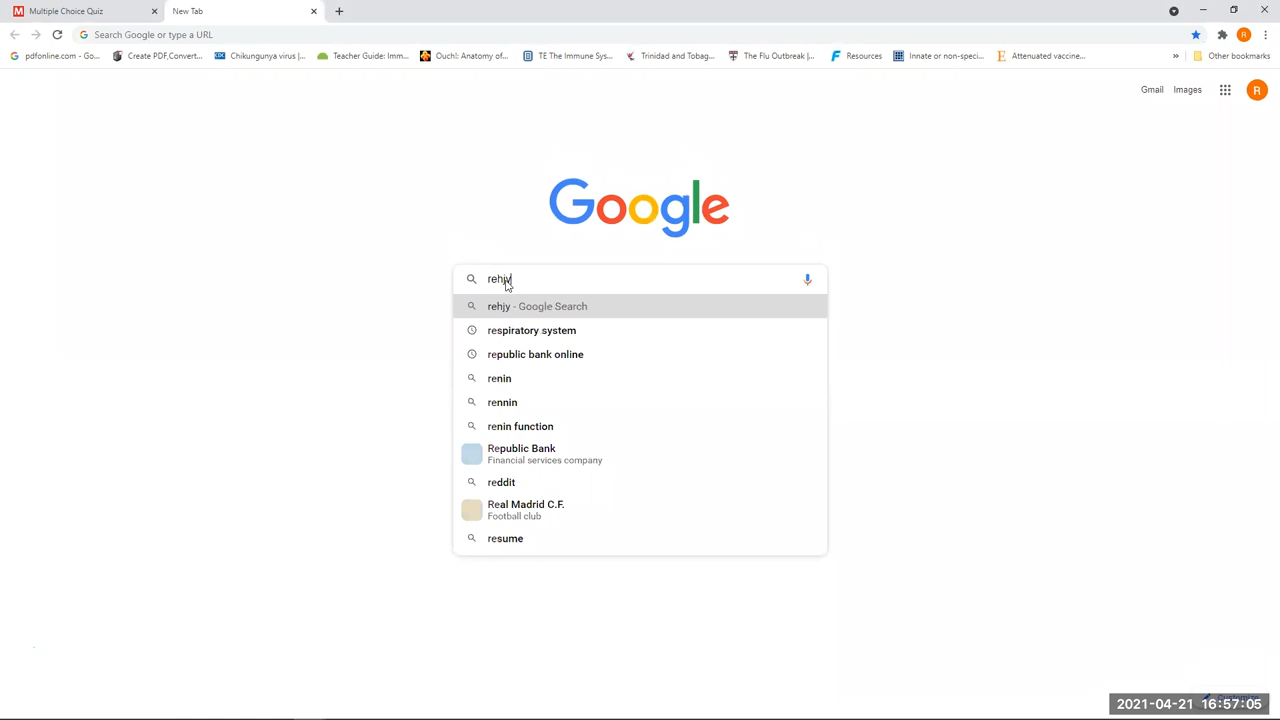 Multiple Choice Quiz
New Tab
Search Google or type a URL
R
pdfonline.com - Go...
Create PDF,Convert...
Chikungunya virus |...
Teacher Guide: Imm...
Ouch!: Anatomy of...
TE The Immune Sys...
Trinidad and Tobag...
The Flu Outbreak |...
Resources
Innate or non-speci...
Attenuated vaccine...
»
Other bookmarks
Gmail
Images
R
Google
rehjy
rehjy - Google Search
respiratory system
republic bank online
renin
rennin
renin function
Republic Bank
Financial services company
reddit
Real Madrid C.F.
Football club
resume
Customize
2021-04-21 16:57:05